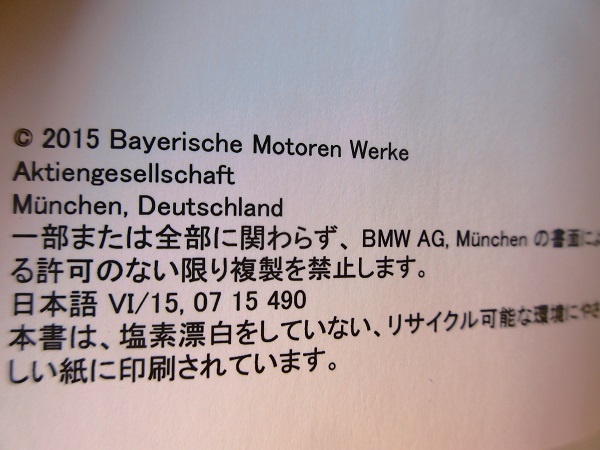 © 2015 Bayerische Motoren Werke
Aktiengesellschaft
München, Deutschland
一部または全部に関わらず、BMW AG, München の書面によ
る許可のない限り複製を禁止します。
日本語 VI/15, 07 15 490
本書は、塩素漂白をしていない、リサイクル可能な環境にやさ
しい紙に印刷されています。